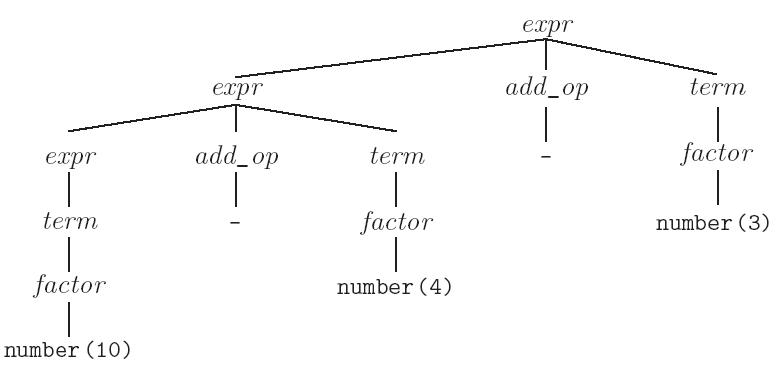 expr
expr add_op term
expr add_op term - factor
term - factor number(3)
factor number(4)
number(10)